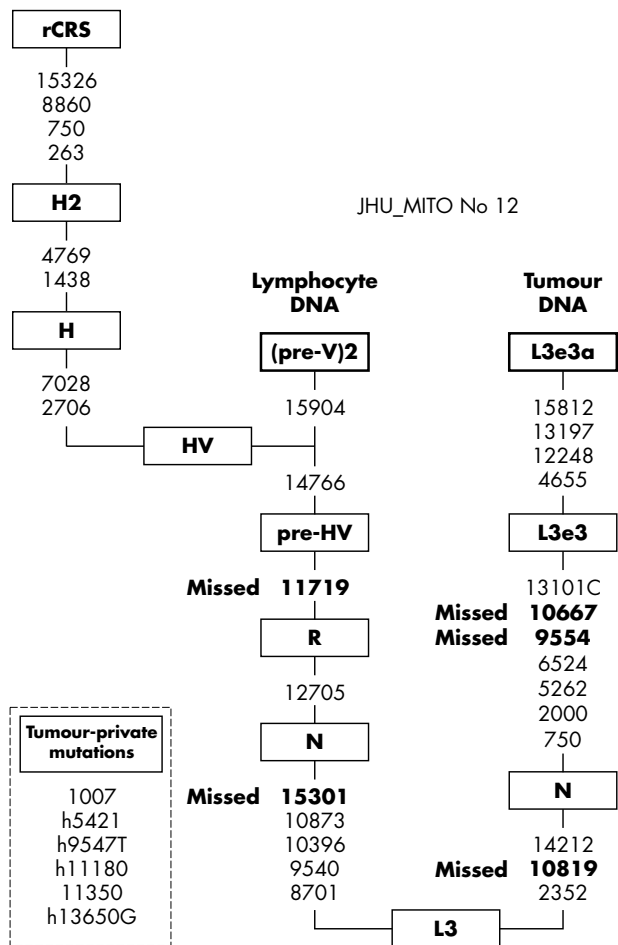 rCRS
15326
8860
750
263
H2
4769
1438
H
7028
2706
HV
JHU_MITO No 12
Lymphocyte
DNA
(pre-V)2
15904
14766
pre-HV
Missed 11719
R
12705
N
Missed 15301
10873
10396
9540
8701
Tumour
DNA
L3e3a
15812
13197
12248
4655
L3e3
13101C
Missed 10667
Missed 9554
6524
5262
2000
750
N
14212
Missed 10819
2352
L3
Tumour-private
mutations
1007
h5421
h9547T
h11180
11350
h13650G